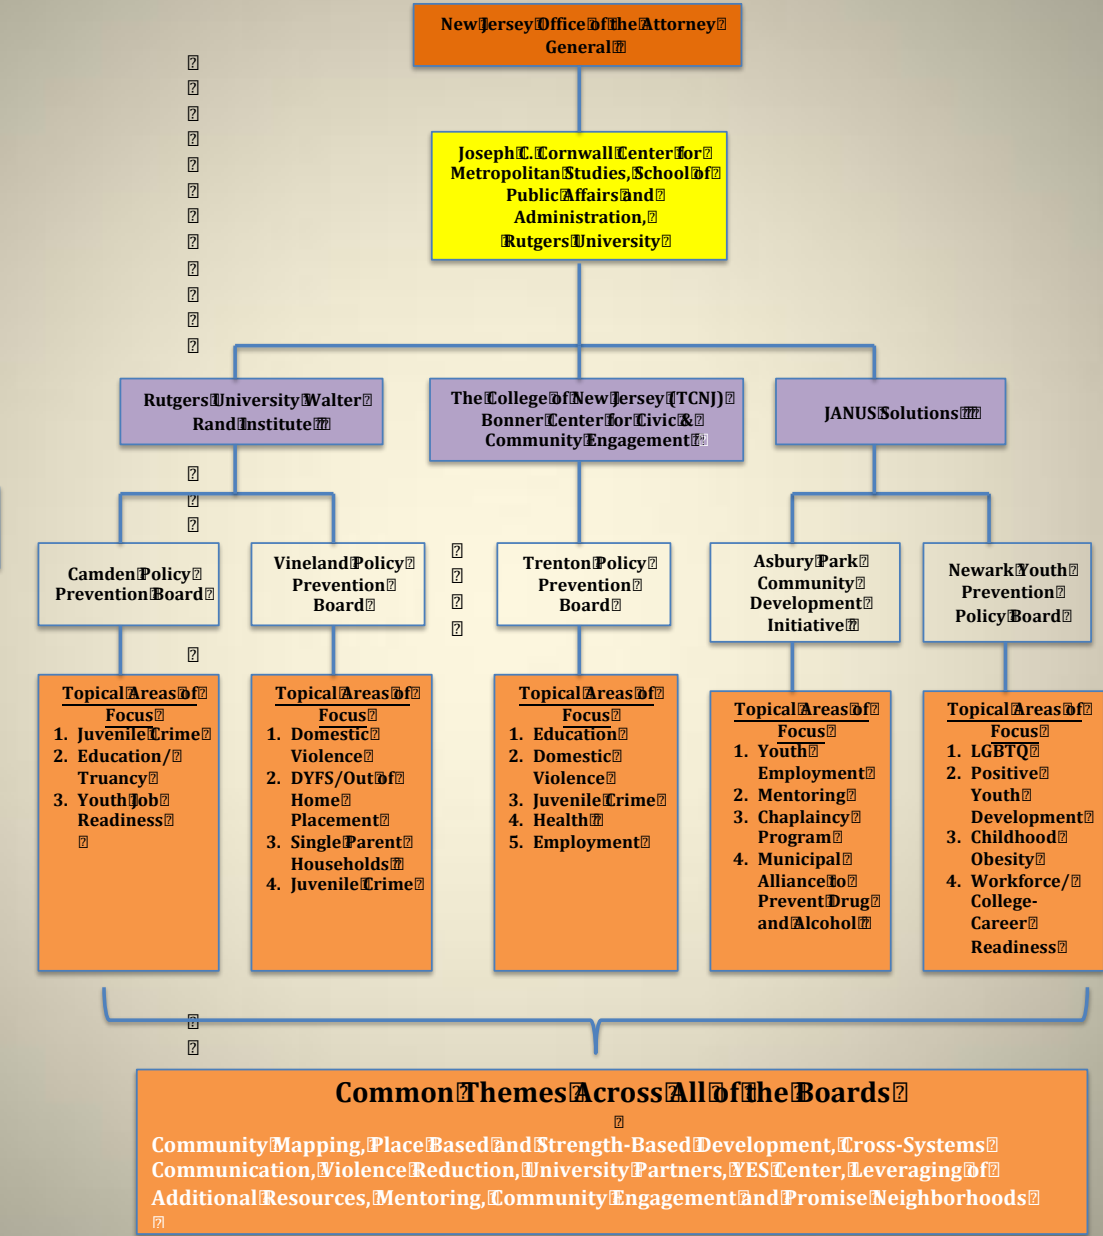 New Jersey Office of the Attorney
General
Joseph C. Cornwall Center for
Metropolitan Studies, School of
Public Affairs and
Administration,
Rutgers University
Rutgers University Walter
Rand Institute
The College of New Jersey (TCNJ)
Bonner Center for Civic &
Community Engagement
JANUS Solutions
Camden Policy
Prevention Board
Vineland Policy
Prevention
Board
Trenton Policy
Prevention
Board
Asbury Park
Community
Development
Initiative
Newark Youth
Prevention
Policy Board
Topical Areas of
Focus
1. Juvenile Crime
2. Education/
Truancy
3. Youth Job
Readiness
Topical Areas of
Focus
1. Domestic
Violence
2. DYFS/Out of
Home
Placement
3. Single Parent
Households
4. Juvenile Crime
Topical Areas of
Focus
1. Education
2. Domestic
Violence
3. Juvenile Crime
4. Health
5. Employment
Topical Areas of
Focus
1. Youth
Employment
2. Mentoring
3. Chaplaincy
Program
4. Municipal
Alliance to
Prevent Drug
and Alcohol
Topical Areas of
Focus
1. LGBTQ
2. Positive
Youth
Development
3. Childhood
Obesity
4. Workforce/
College-
Career
Readiness
Common Themes Across All of the Boards
Community Mapping, Place Based and Strength-Based Development, Cross-Systems
Communication, Violence Reduction, University Partners, YES Center, Leveraging of
Additional Resources, Mentoring, Community Engagement and Promise Neighborhoods